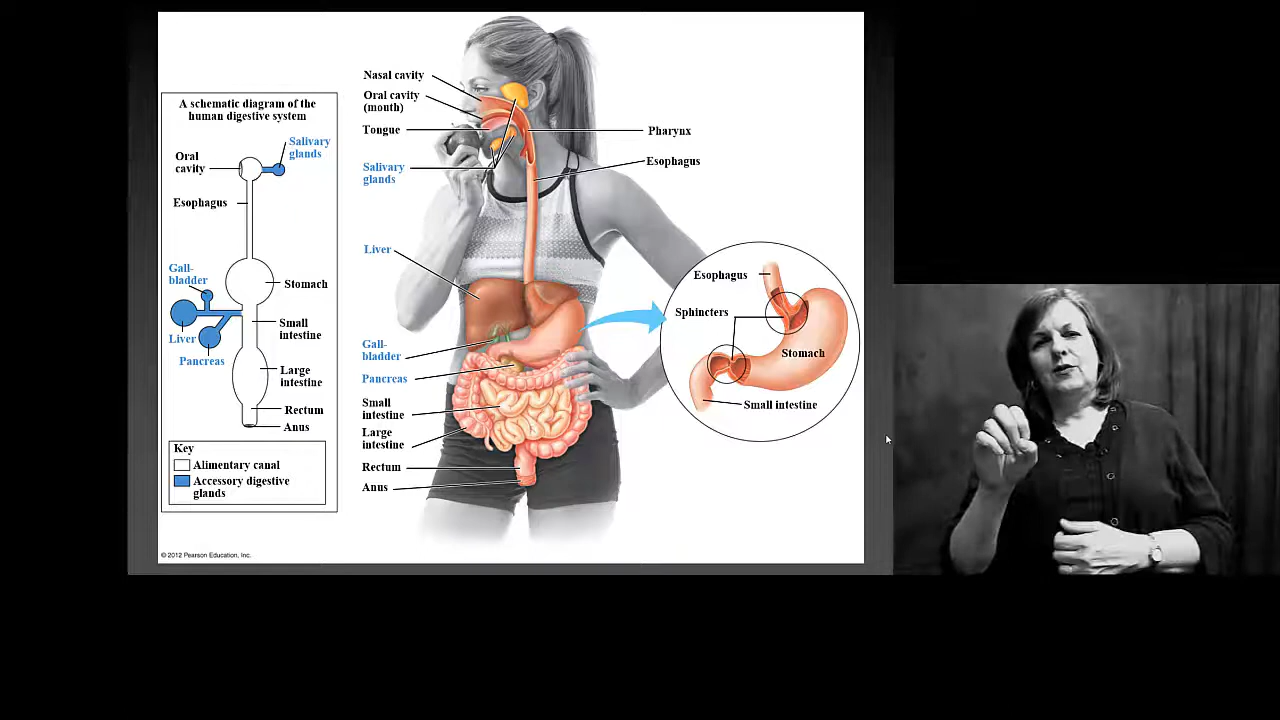 A schematic diagram of the
human digestive system
Salivary
glands
Oral
cavity
Esophagus
Gall-
bladder
Stomach
Small
intestine
Liver
Pancreas
Large
intestine
Rectum
Anus
Key
Alimentary canal
Accessory digestive
glands
Nasal cavity
Oral cavity
(mouth)
Tongue
Pharynx
Esophagus
Salivary
glands
Liver
Gall-
bladder
Pancreas
Small
intestine
Large
intestine
Rectum
Anus
Esophagus
Sphincters
Stomach
Small intestine
© 2012 Pearson Education, Inc.